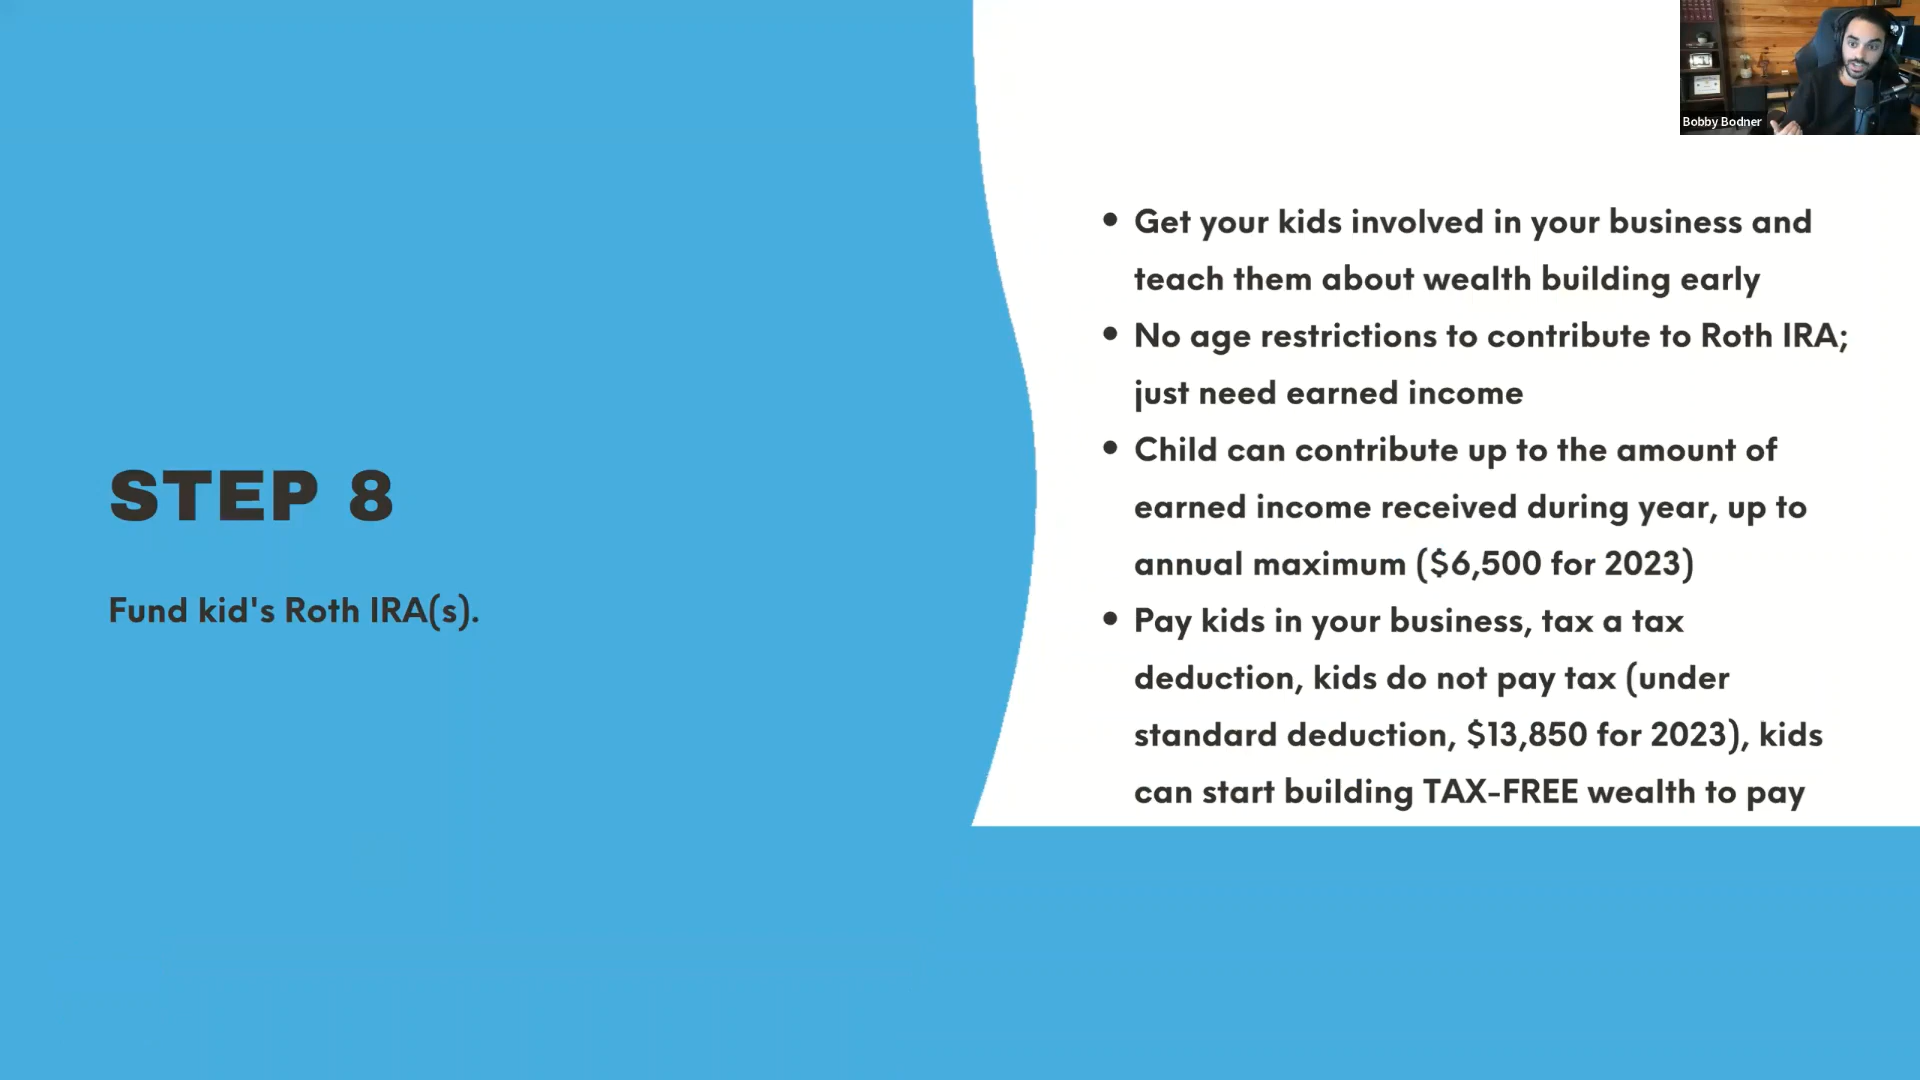 Bobby Bodner
STEP 8
Fund kid's Roth IRA(s).
• Get your kids involved in your business and
teach them about wealth building early
• No age restrictions to contribute to Roth IRA;
just need earned income
• Child can contribute up to the amount of
earned income received during year, up to
annual maximum ($6,500 for 2023)
• Pay kids in your business, tax a tax
deduction, kids do not pay tax (under
standard deduction, $13,850 for 2023), kids
can start building TAX-FREE wealth to pay